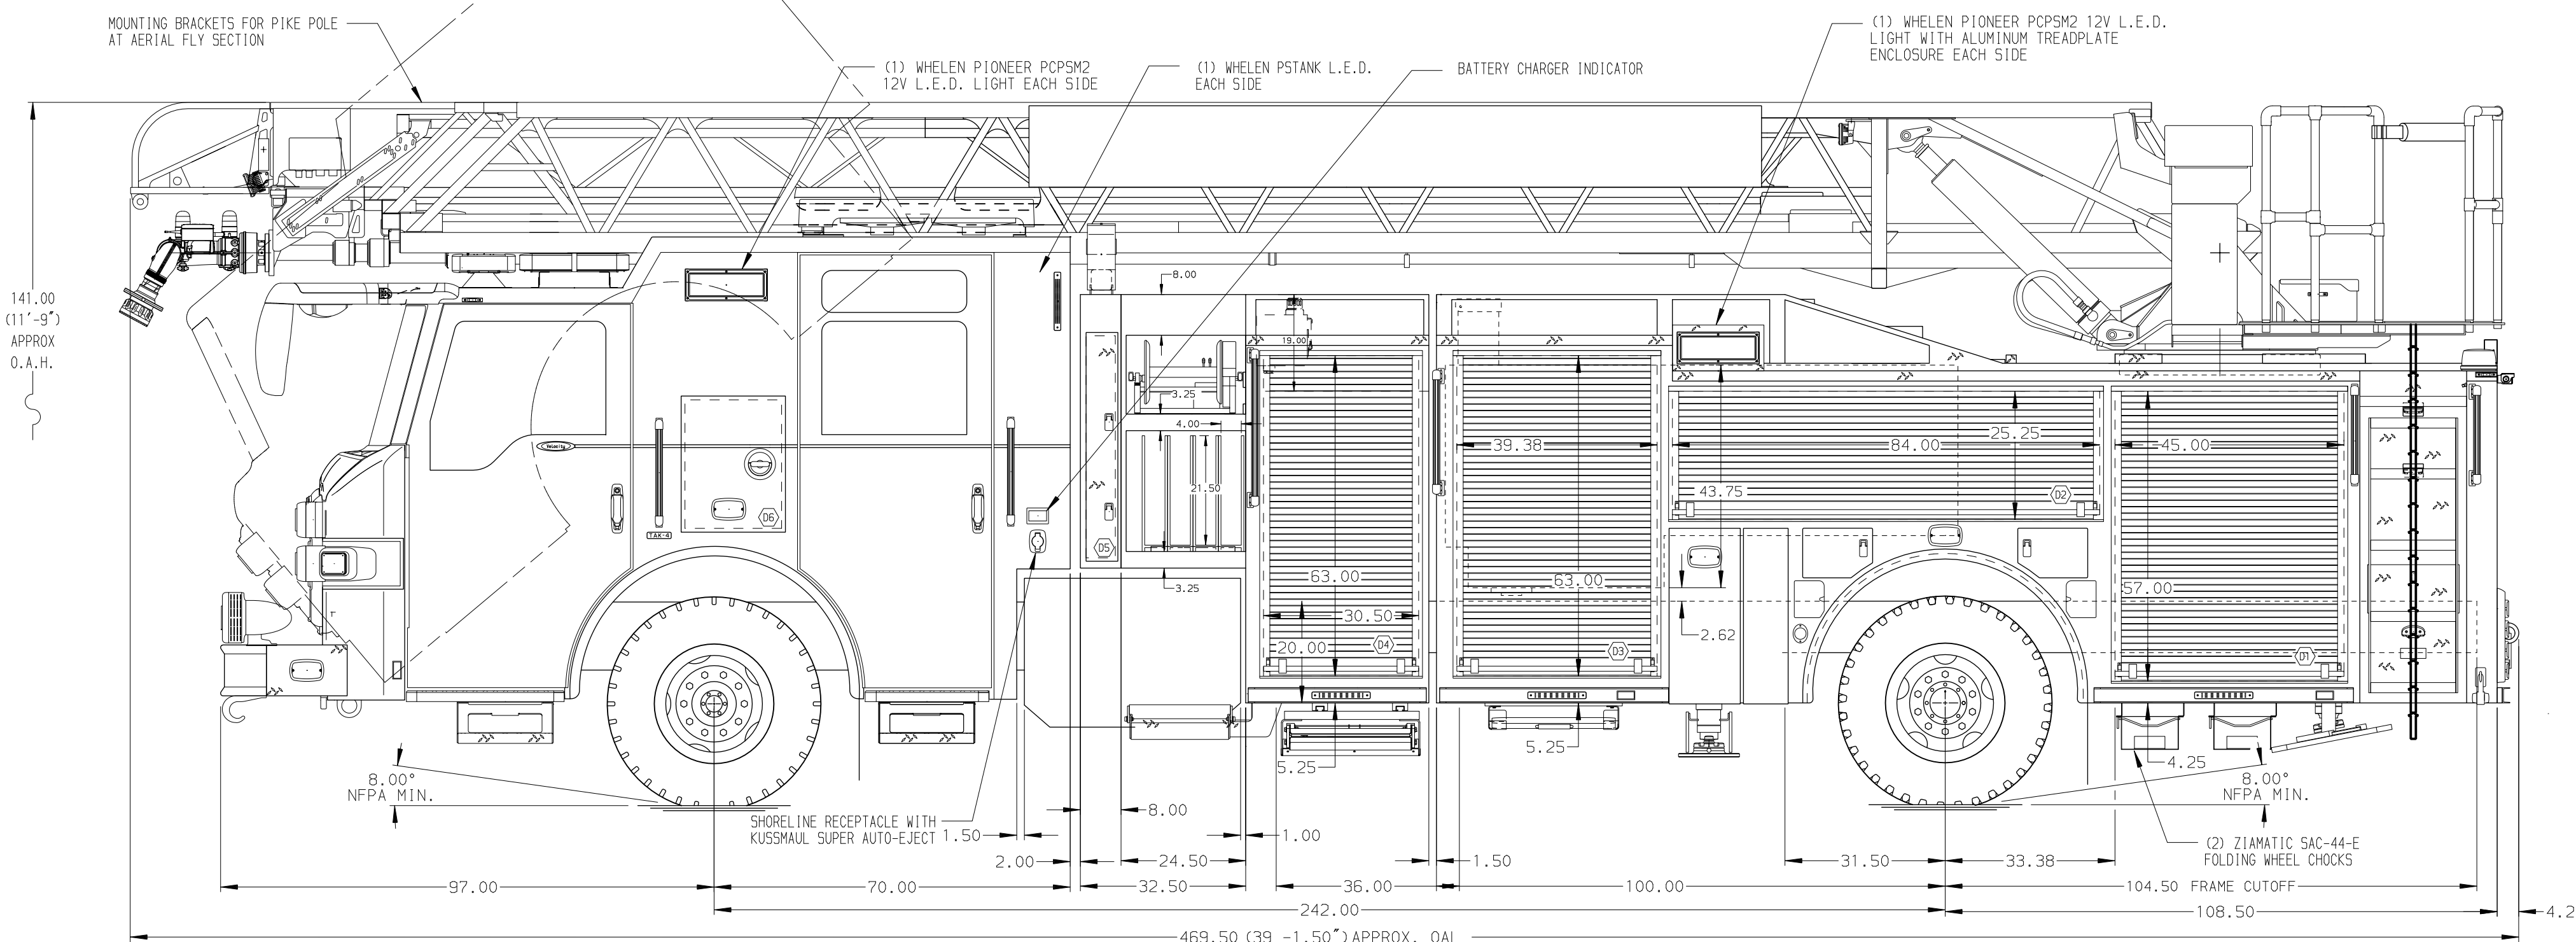 MOUNTING BRACKETS FOR PIKE POLE
AT AERIAL FLY SECTION
(1) WHELEN PIONEER PCPSM2
12V L.E.D. LIGHT EACH SIDE
(1) WHELEN PSTANK L.E.D.
EACH SIDE
BATTERY CHARGER INDICATOR
(1) WHELEN PIONEER PCPSM2 12V L.E.D.
LIGHT WITH ALUMINUM TREADPLATE
ENCLOSURE EACH SIDE
141.00
(11'-9")
APPROX
O.A.H.
8.00
19.00
3.25
4.00
21.50
3.25
Velocity
TAK-4
D6
D5
63.00
30.50
20.00
D4
39.38
63.00
D3
43.75
2.62
84.00
25.25
D2
45.00
57.00
D1
5.25
5.25
4.25
8.00°
NFPA MIN.
8.00°
NFPA MIN.
SHORELINE RECEPTACLE WITH
KUSSMAUL SUPER AUTO-EJECT
1.50
8.00
1.00
2.00
24.50
1.50
31.50
33.38
(2) ZIAMATIC SAC-44-E
FOLDING WHEEL CHOCKS
97.00
70.00
32.50
36.00
100.00
104.50 FRAME CUTOFF
242.00
108.50
4.2
469.50 (39 -1.50") APPROX. OAL